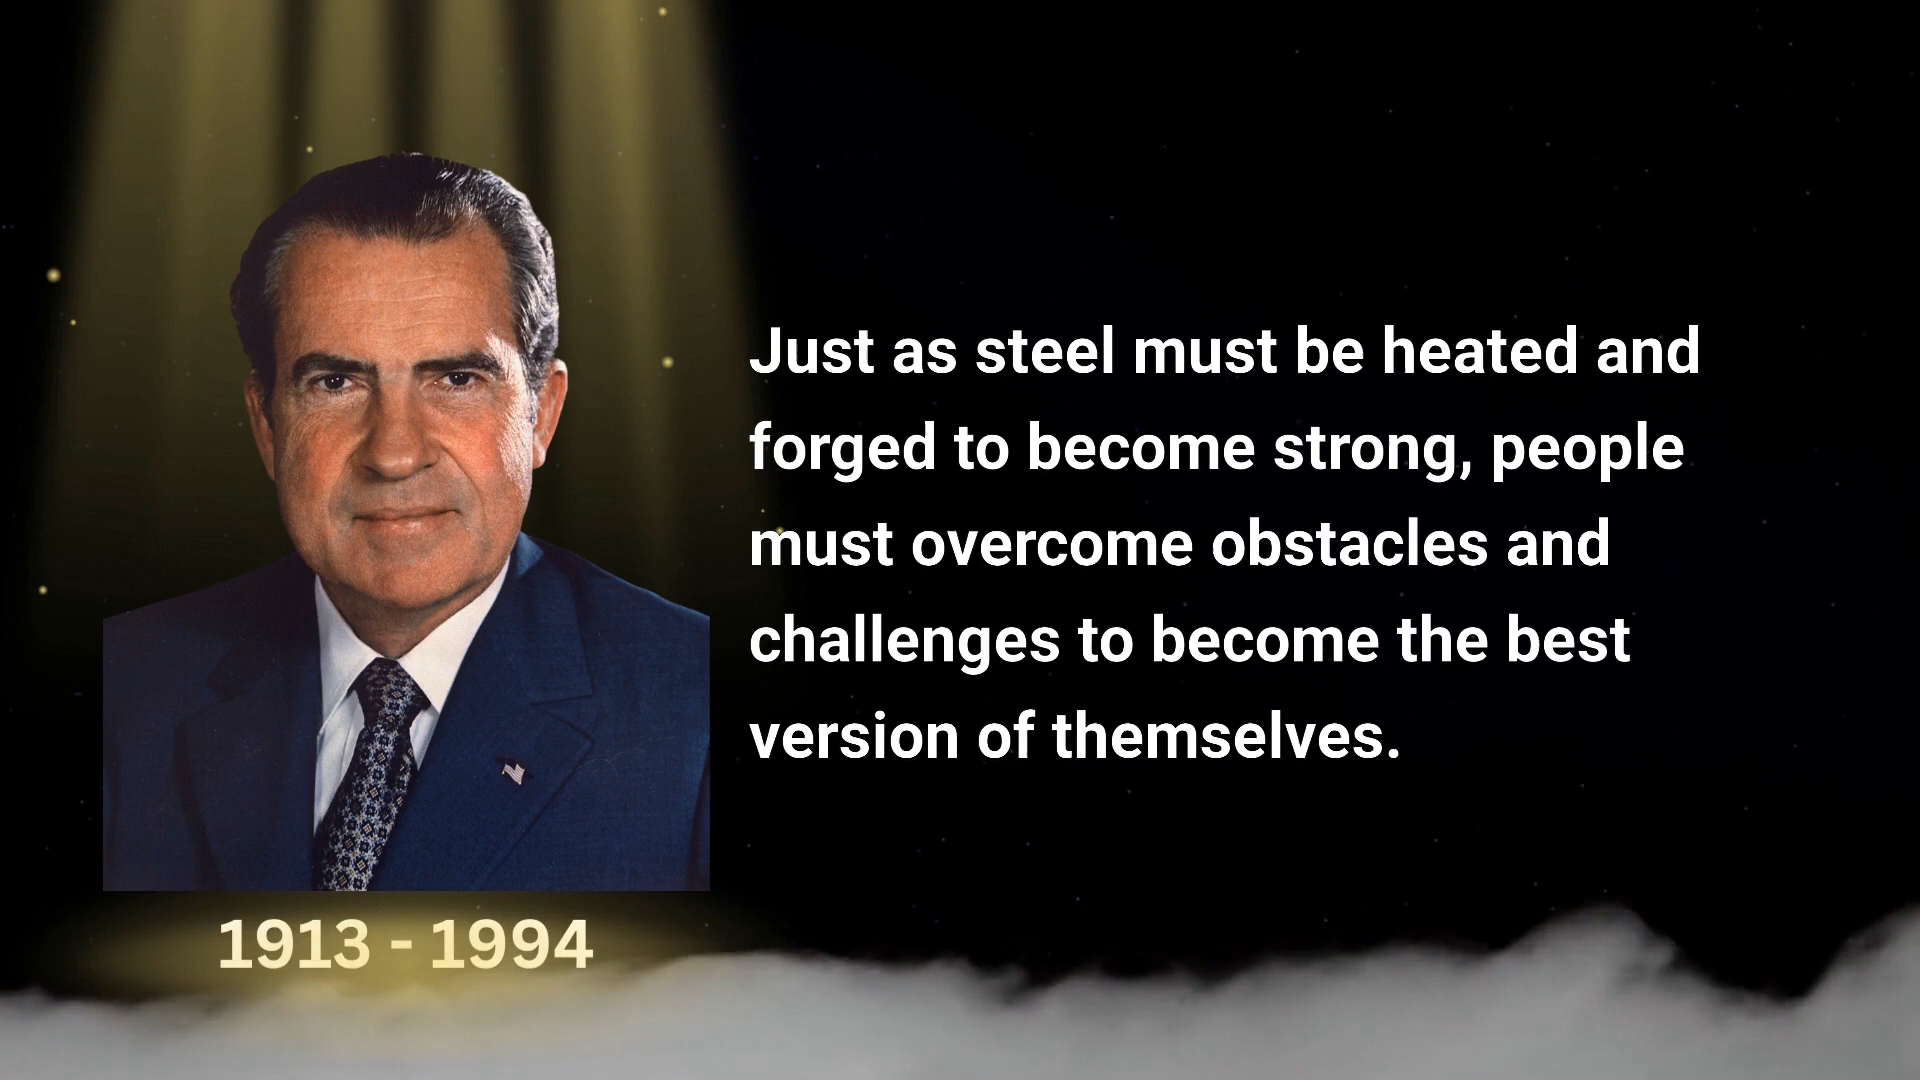 Just as steel must be heated and
forged to become strong, people
must overcome obstacles and
challenges to become the best
version of themselves.
1913 - 1994